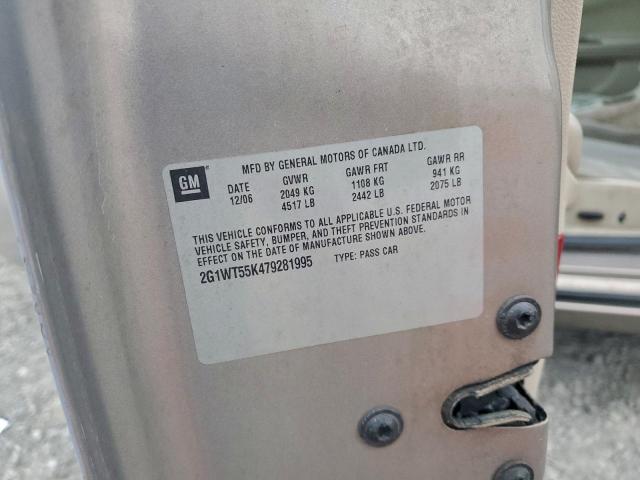 GM
MFD BY GENERAL MOTORS OF CANADA LTD.
DATE GVWR GAWR FRT GAWR RR
12/06 2049 KG 1108 KG 941 KG
4517 LB 2442 LB 2075 LB
THIS VEHICLE CONFORMS TO ALL APPLICABLE U.S. FEDERAL MOTOR
VEHICLE SAFETY, BUMPER, AND THEFT PREVENTION STANDARDS IN
EFFECT ON THE DATE OF MANUFACTURE SHOWN ABOVE.
2G1WT55K479281995 TYPE: PASS CAR